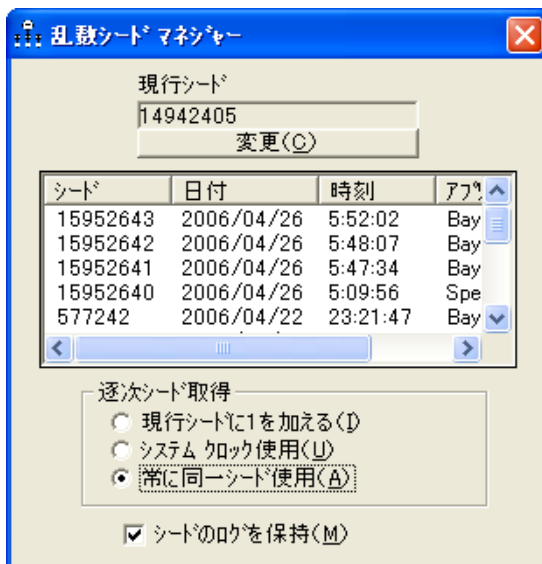 乱数シード マネジャー
現行シード
14942405
変更(C)
シード 日付 時刻
15952643 2006/04/26 5:52:02 Bay
15952642 2006/04/26 5:48:07 Bay
15952641 2006/04/26 5:47:34 Bay
15952640 2006/04/26 5:09:56 Spe
577242 2006/04/22 23:21:47 Bay
逐次シード取得
現行シードに1を加える(I)
システム クロック使用(U)
常に同一シード使用(A)
シードのログを保持(M)